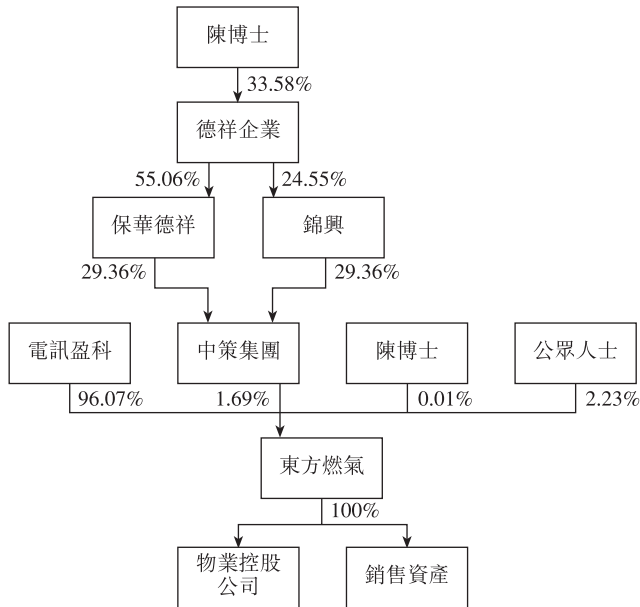 陳博士
33.58%
德祥企業
55.06%
24.55%
保華德祥
錦興
29.36%
29.36%
電訊盈科
中策集團
陳博士
公眾人士
96.07%
1.69%
0.01%
2.23%
東方燃氣
100%
物業控股
公司
銷售資產